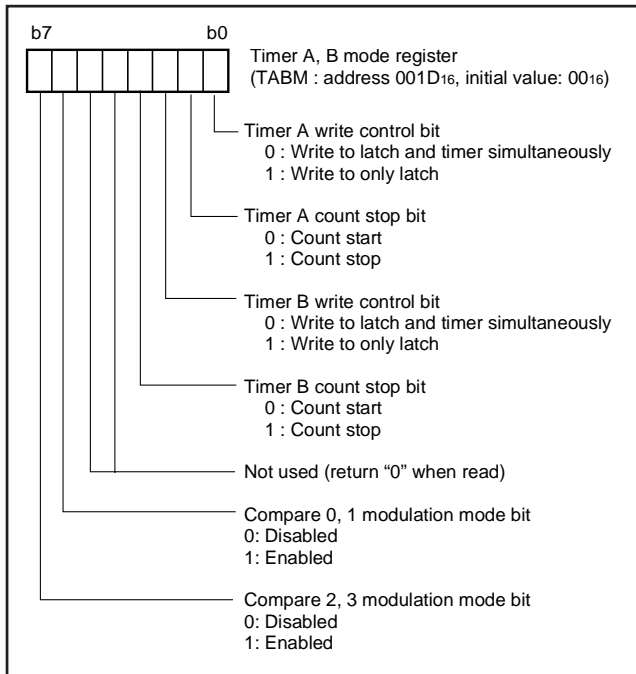 b7 b0
Timer A, B mode register
(TABM : address 001D16, initial value: 0016)
Timer A write control bit
0 : Write to latch and timer simultaneously
1 : Write to only latch
Timer A count stop bit
0 : Count start
1 : Count stop
Timer B write control bit
0 : Write to latch and timer simultaneously
1 : Write to only latch
Timer B count stop bit
0 : Count start
1 : Count stop
Not used (return “0” when read)
Compare 0, 1 modulation mode bit
0: Disabled
1: Enabled
Compare 2, 3 modulation mode bit
0: Disabled
1: Enabled